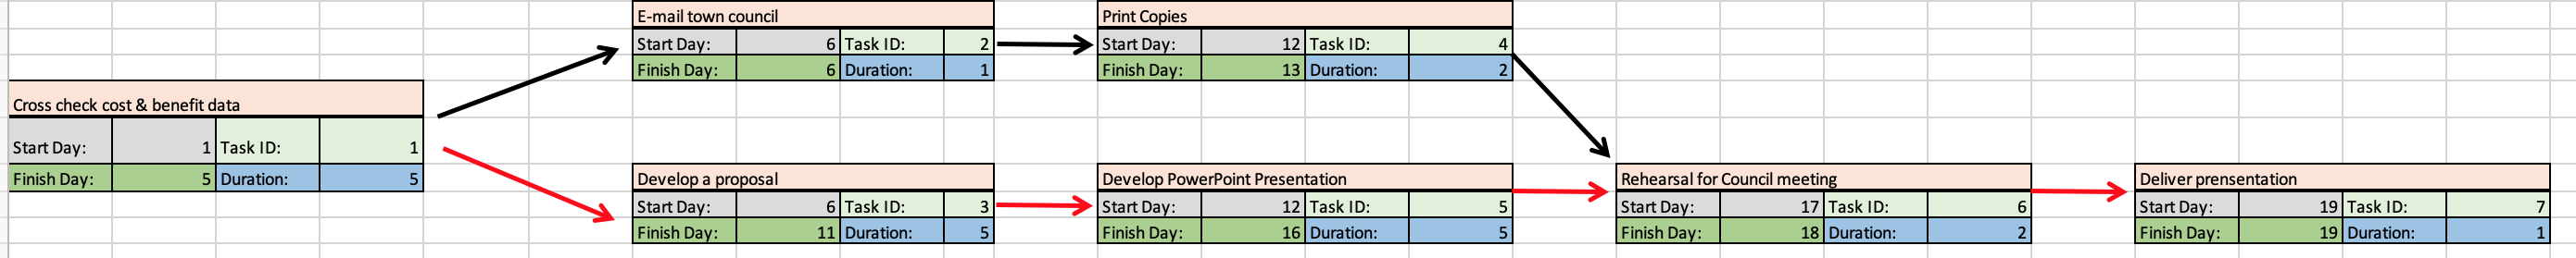 E-mail town council
Start Day: 6 Task ID: 2
Finish Day: 6 Duration: 1
Print Copies
Start Day: 12 Task ID: 4
Finish Day: 13 Duration: 2
Cross check cost & benefit data
Start Day: 1 Task ID: 1
Finish Day: 5 Duration: 5
Develop a proposal
Start Day: 6 Task ID: 3
Finish Day: 11 Duration: 5
Develop PowerPoint Presentation
Start Day: 12 Task ID: 5
Finish Day: 16 Duration: 5
Rehearsal for Council meeting
Start Day: 17 Task ID: 6
Finish Day: 18 Duration: 2
Deliver prensentation
Start Day: 19 Task ID: 7
Finish Day: 19 Duration: 1